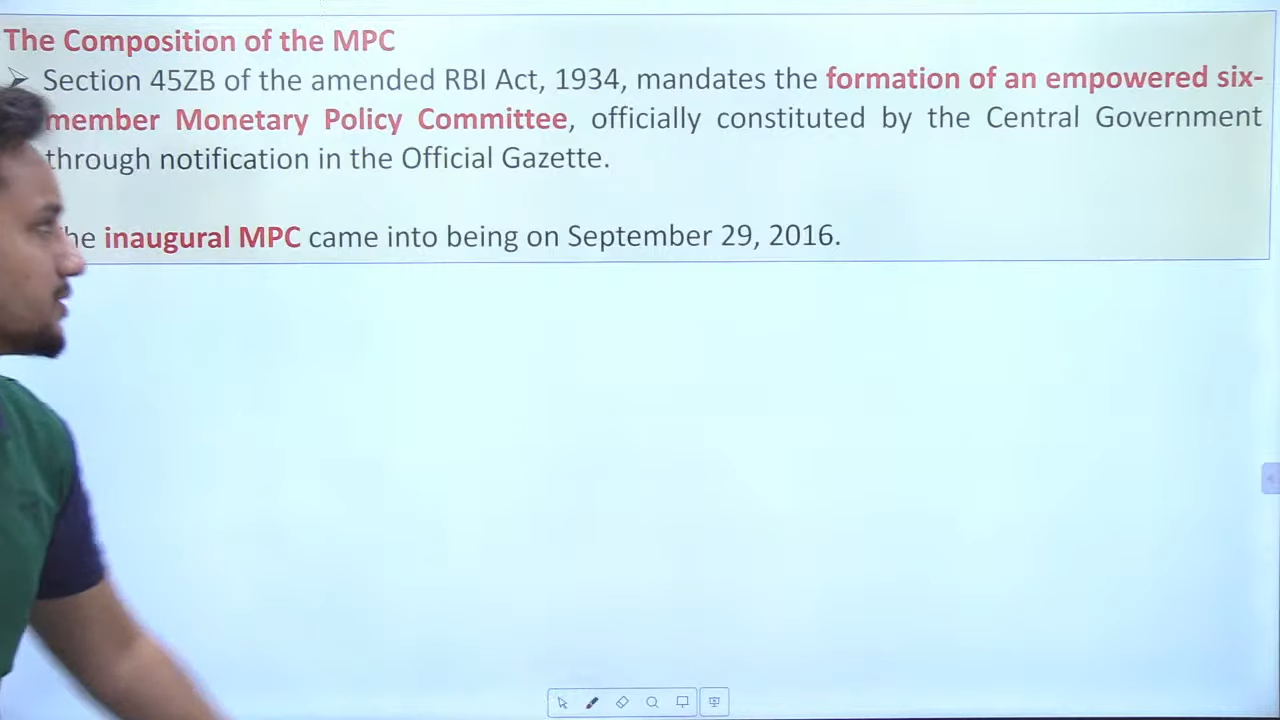 The Composition of the MPC
Section 45ZB of the amended RBI Act, 1934, mandates the formation of an empowered six-
member Monetary Policy Committee, officially constituted by the Central Government
through notification in the Official Gazette.
inaugural MPC came into being on September 29, 2016.